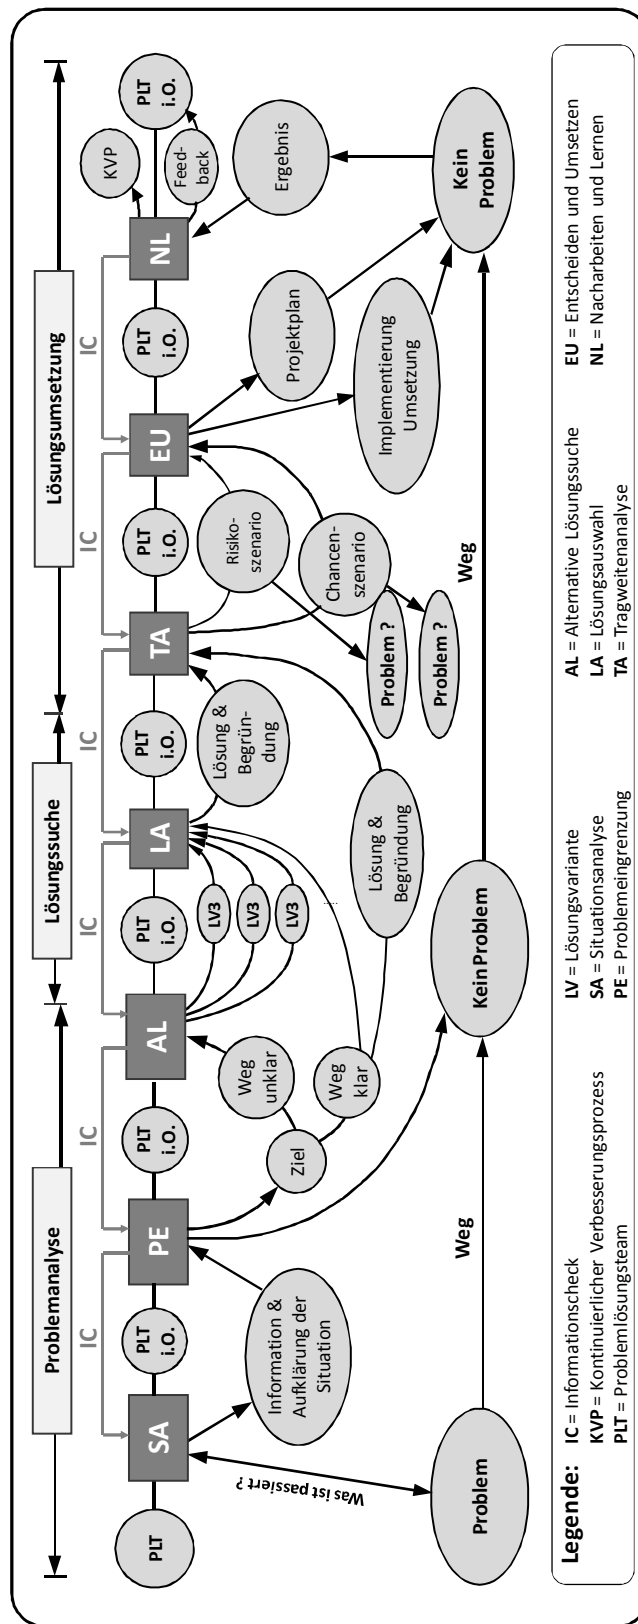 Problemanalyse
Lösungssuche
Lösungsumsetzung
IC
IC
IC
IC
IC
IC
PLT
SA
PLT
i.O.
PE
PLT
i.O.
AL
PLT
i.O.
LA
PLT
i.O.
TA
PLT
i.O.
EU
PLT
i.O.
NL
KVP
Feed-
back
PLT
i.O.
Was ist passiert ?
Information &
Aufklärung der
Situation
Ziel
Weg
unklar
Weg
klar
LV3
LV3
LV3
.....
Lösung &
Begrün-
dung
Lösung &
Begründung
Risiko-
szenario
Chancen-
szenario
Problem ?
Problem ?
Projektplan
Implementierung
Umsetzung
Ergebnis
Problem
Weg
Kein Problem
Weg
Kein
Problem
Legende:
IC = Informationscheck
KVP = Kontinuierlicher Verbesserungsprozess
PLT = Problemlösungsteam
LV = Lösungsvariante
SA = Situationsanalyse
PE = Problemeingrenzung
AL = Alternative Lösungssuche
LA = Lösungsauswahl
TA = Tragweitenanalyse
EU = Entscheiden und Umsetzen
NL = Nacharbeiten und Lernen